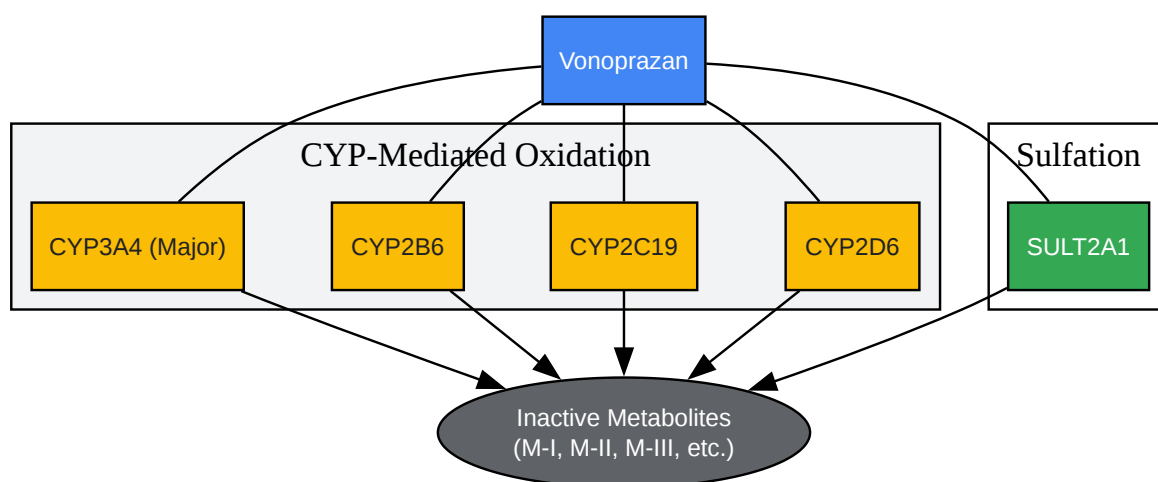 Vonoprazan
CYP-Mediated Oxidation
Sulfation
CYP3A4 (Major)
CYP2B6
CYP2C19
CYP2D6
SULT2A1
Inactive Metabolites
(M-I, M-II, M-III, etc.)